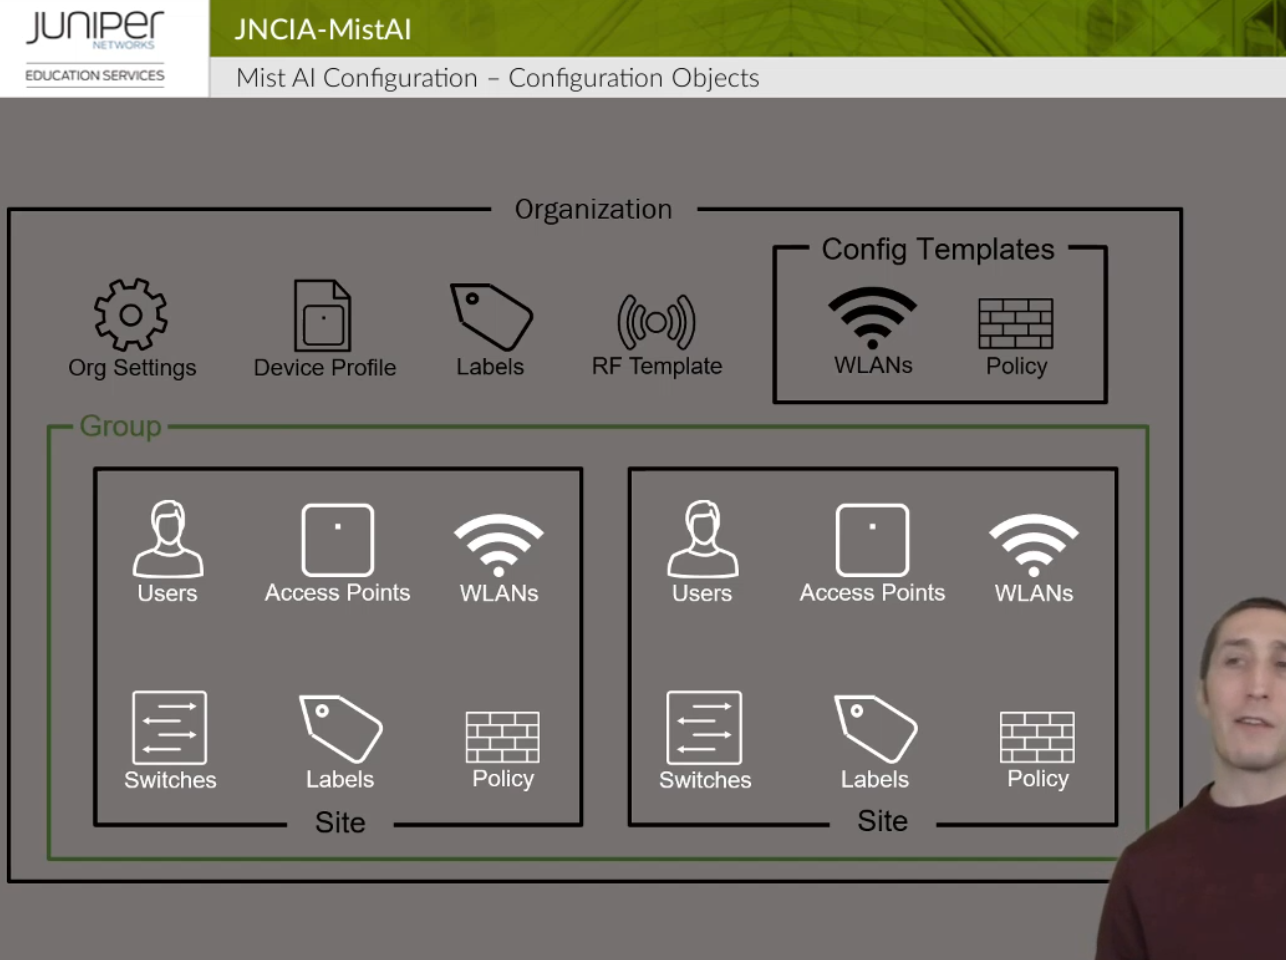 JUNIPER
NETWORKS
EDUCATION SERVICES
JNCIA-MistAI
Mist AI Configuration – Configuration Objects
Organization
Config Templates
Org Settings
Device Profile
Labels
RF Template
WLANs
Policy
Group
Users
Access Points
WLANs
Switches
Labels
Policy
Site
Users
Access Points
WLANs
Switches
Labels
Policy
Site